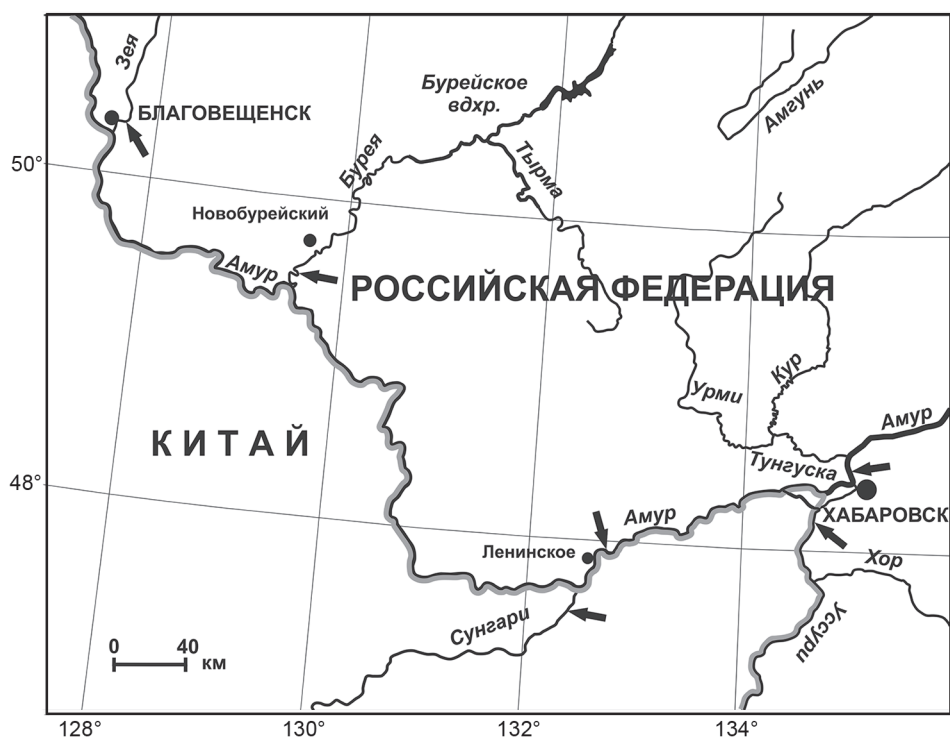 Зея
Бурейское
вдхр.
БЛАГОВЕЩЕНСК
Амгунь
50°
Бурея
Тырма
Новобурейский
Амур
РОССИЙСКАЯ ФЕДЕРАЦИЯ
Урми
Кур
Амур
КИТАЙ
Тунгуска
48°
ХАБАРОВСК
Амур
Ленинское
Хор
Сунгари
Уссури
0 40
км
128° 130° 132° 134°